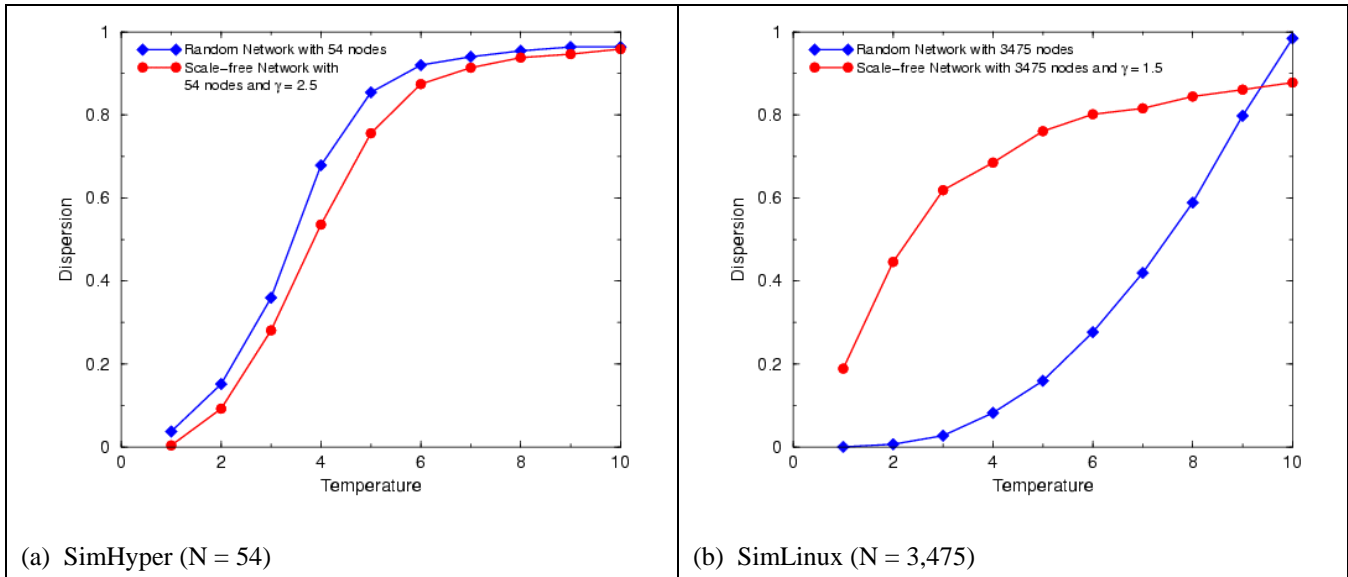 1
0.8
0.6
0.4
0.2
0
Dispersion
0 2 4 6 8 10
Temperature
Random Network with 54 nodes
Scale−free Network with
54 nodes and γ = 2.5
(a) SimHyper (N = 54)
1
0.8
0.6
0.4
0.2
0
Dispersion
0 2 4 6 8 10
Temperature
Random Network with 3475 nodes
Scale−free Network with 3475 nodes and γ = 1.5
(b) SimLinux (N = 3,475)